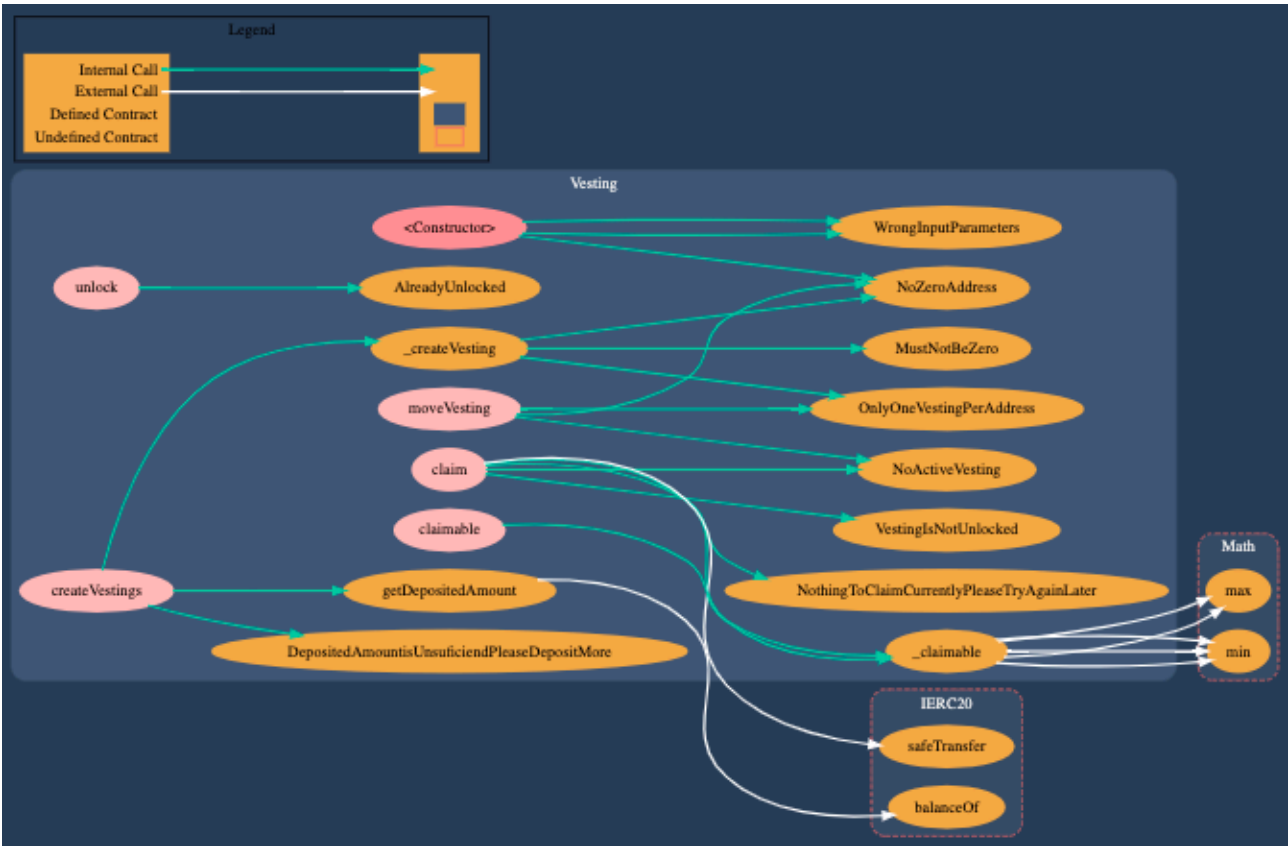 Legend
Internal Call
External Call
Defined Contract
Undefined Contract
Vesting
<Constructor>
WrongInputParameters
unlock
AlreadyUnlocked
NoZeroAddress
_createVesting
MustNotBeZero
moveVesting
OnlyOneVestingPerAddress
claim
NoActiveVesting
claimable
VestingIsNotUnlocked
Math
createVestings
getDepositedAmount
NothingToClaimCurrentlyPleaseTryAgainLater
max
DepositedAmountisUnsuficiendPleaseDepositMore
_claimable
min
IERC20
safeTransfer
balanceOf